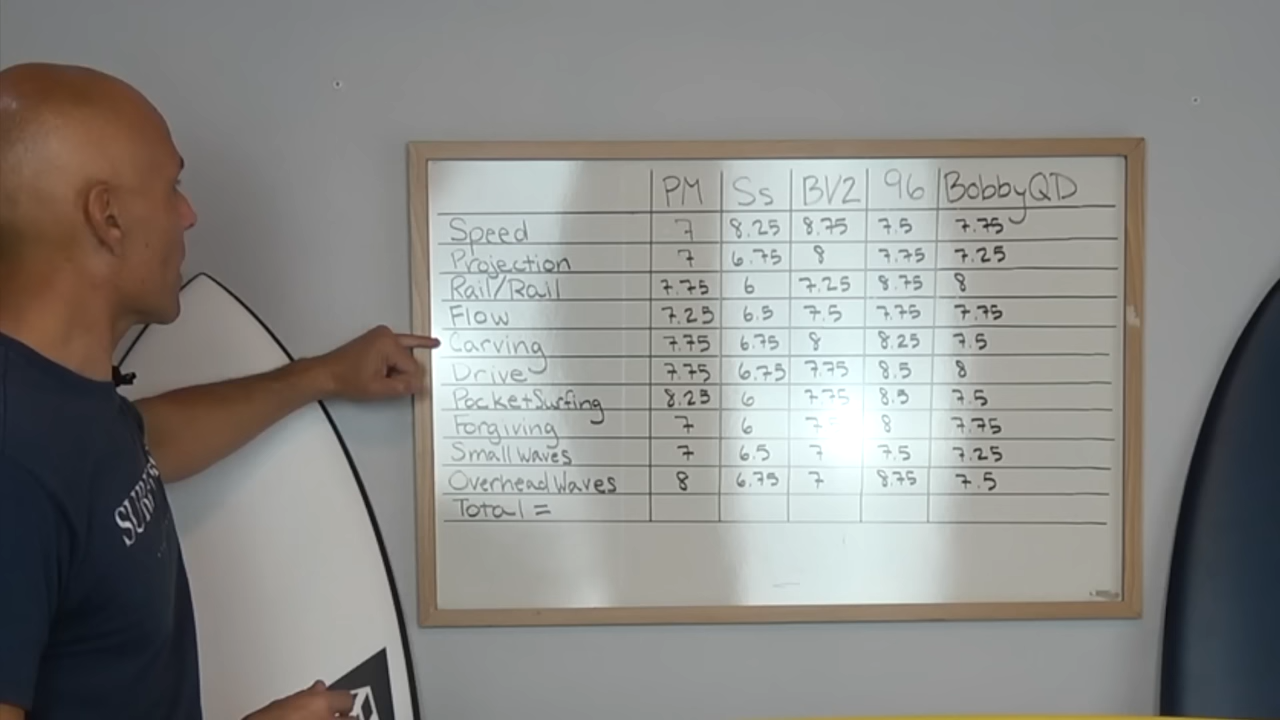 PM Ss BV2 96 BobbyQD
Speed 7 8.25 8.75 7.5 7.75
Projection 7 6.75 8 7.75 7.25
Rail/Rail 7.75 6 7.25 8.75 8
Flow 7.25 6.5 7.5 7.75 7.75
Carving 7.75 6.75 8 8.25 7.5
Drive 7.75 6.75 7.75 8.5 8
PocketSurfing 8.25 6 7.75 8.5 7.5
Forgiving 7 6 8 7.75
Small Waves 7 6.5 7 7.5 7.25
Overhead Waves 8 6.75 7 8.75 7.5
Total =